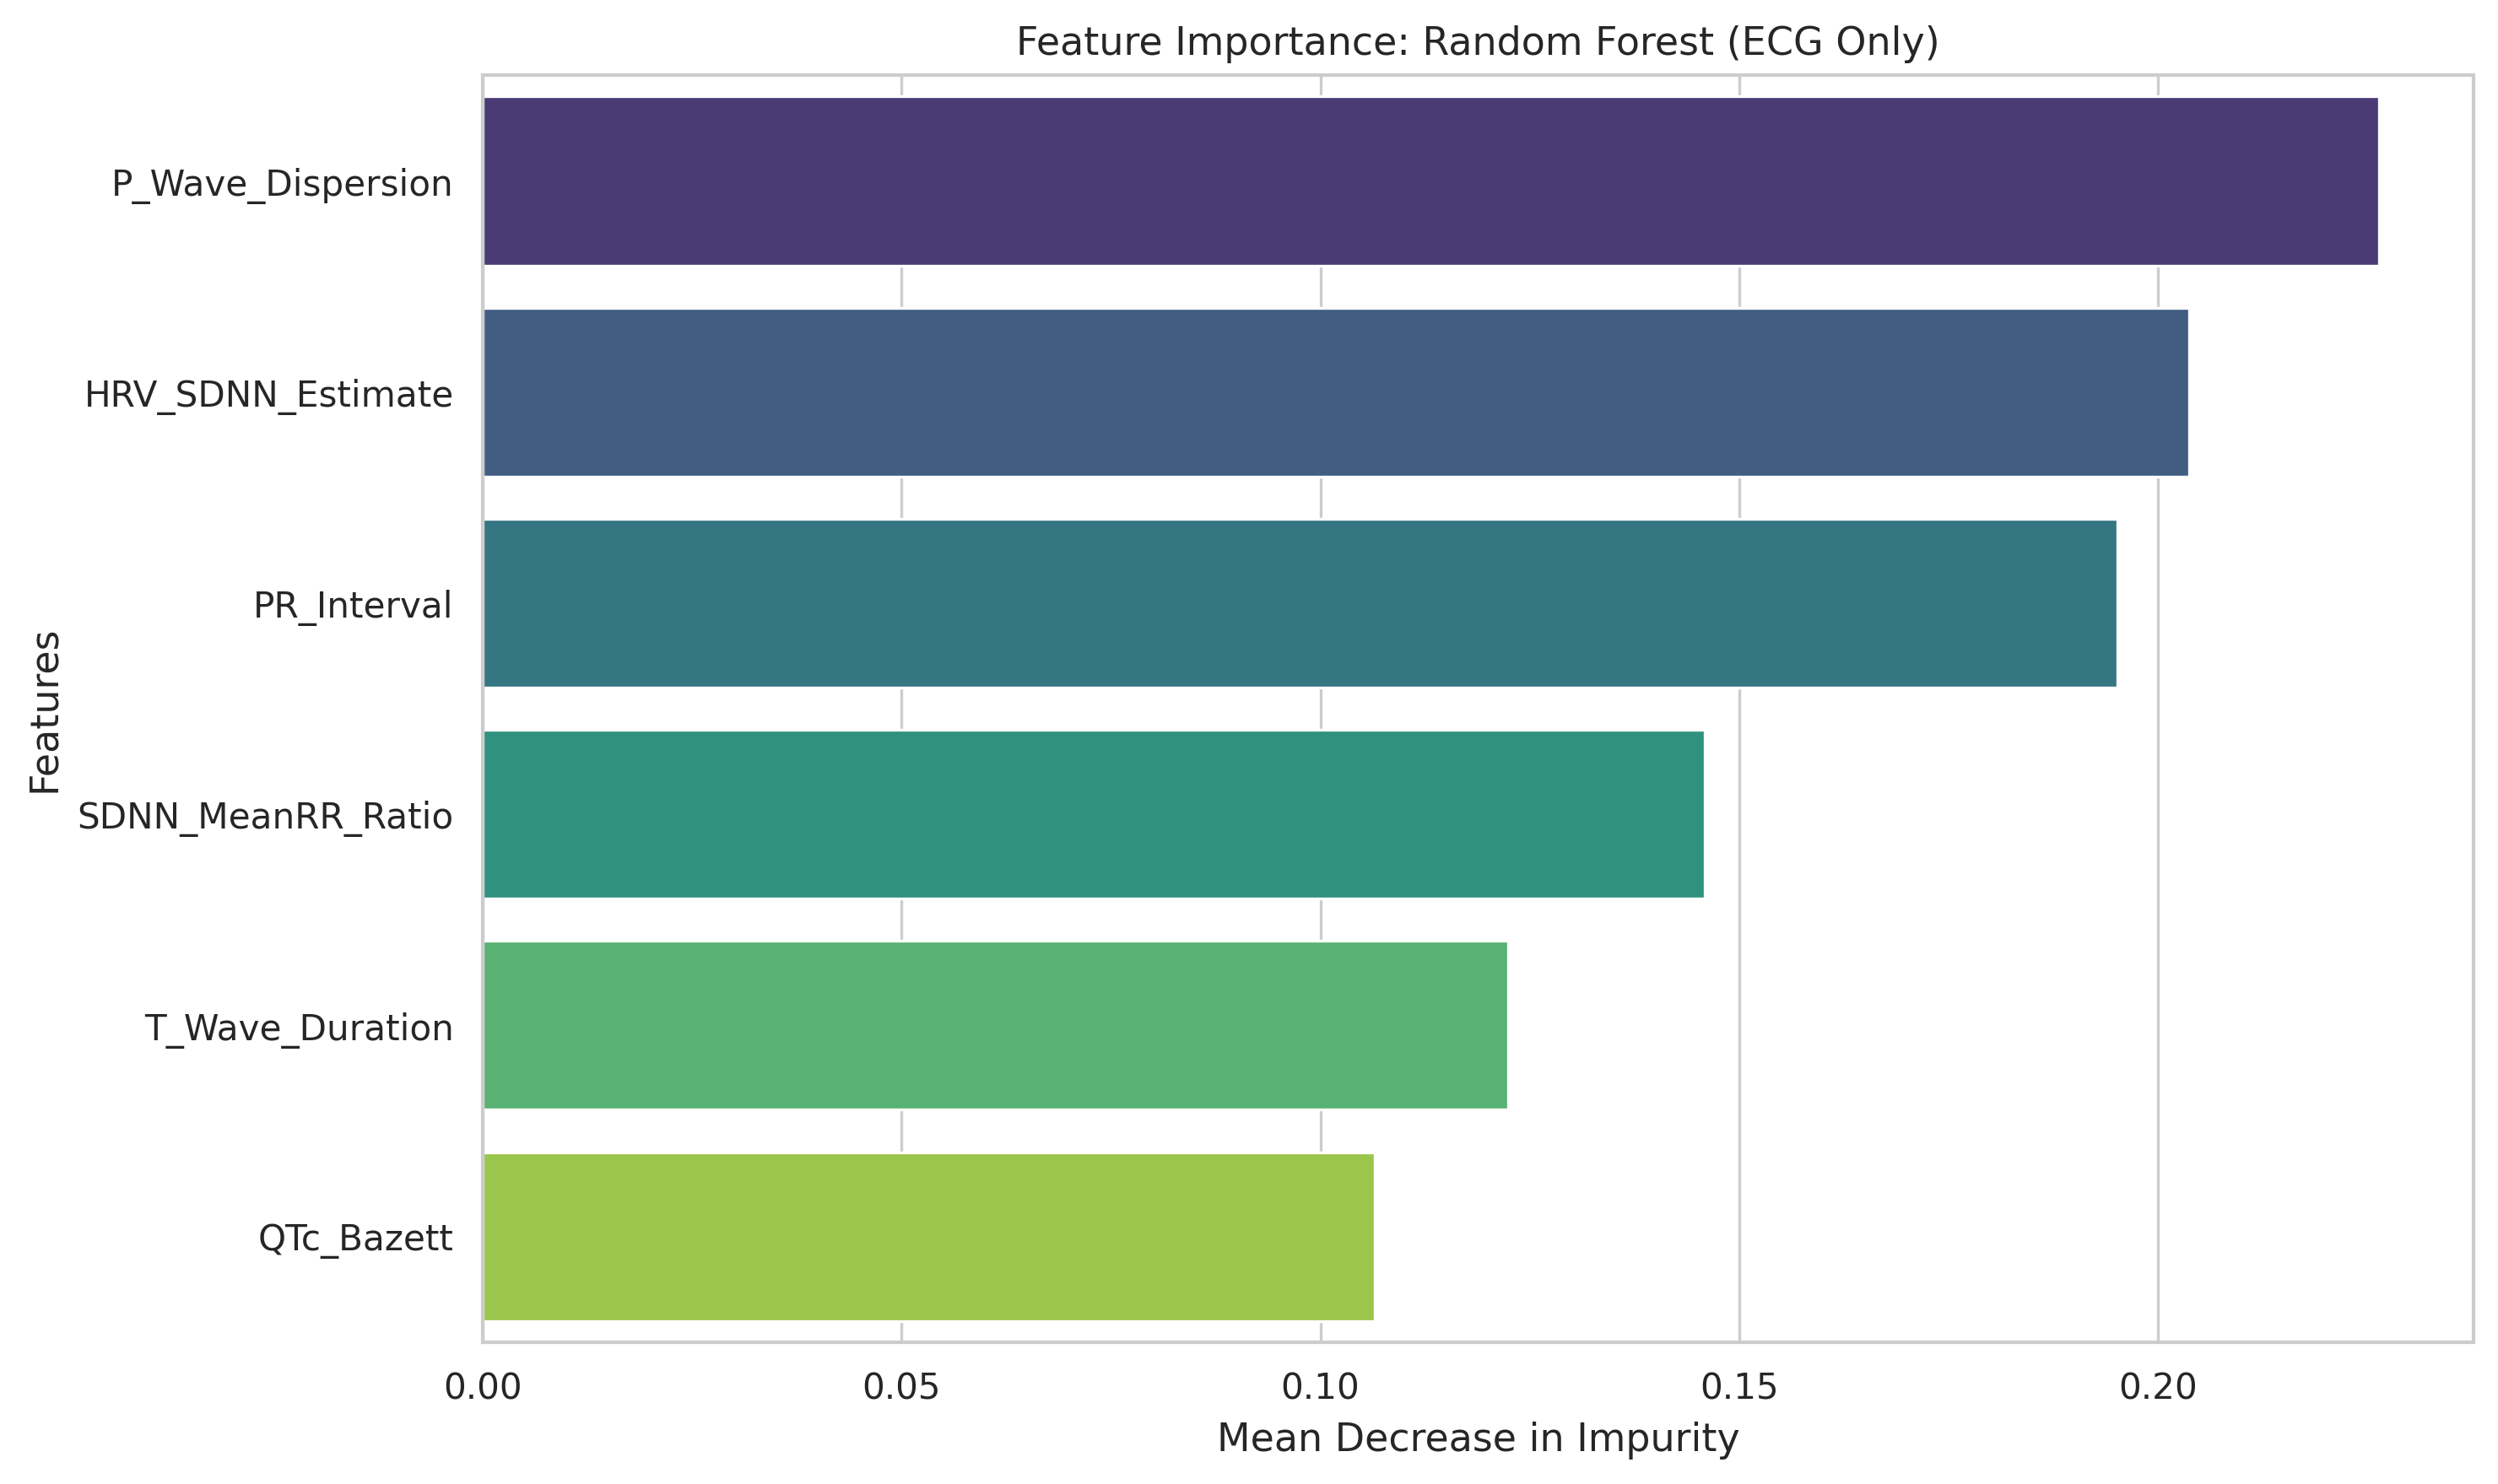 Feature Importance: Random Forest (ECG Only)
P_Wave_Dispersion
HRV_SDNN_Estimate
PR_Interval
SDNN_MeanRR_Ratio
T_Wave_Duration
QTc_Bazett
Features
0.00 0.05 0.10 0.15 0.20
Mean Decrease in Impurity